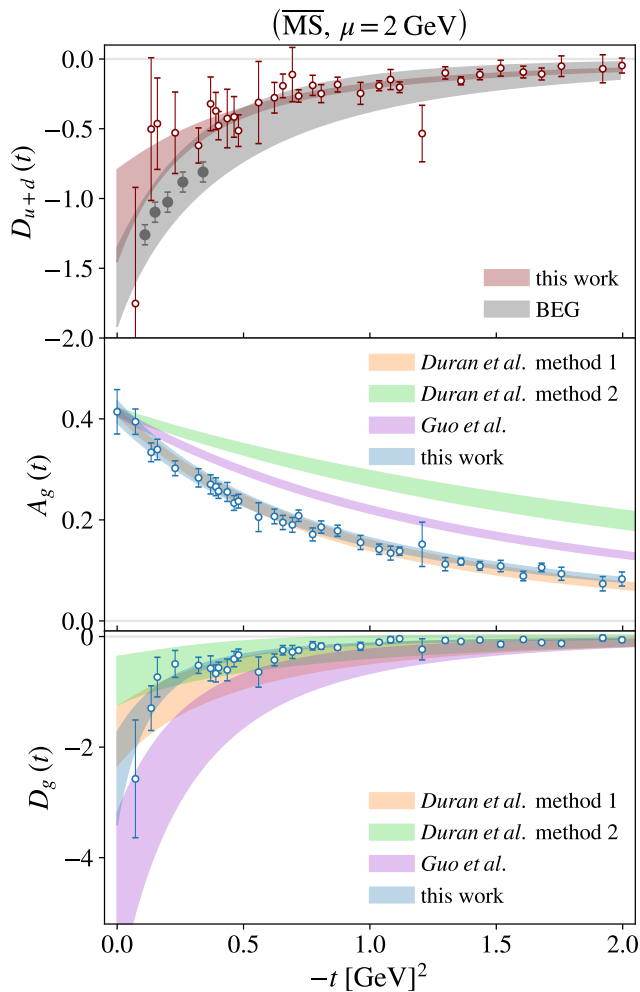 (MS, μ = 2 GeV)
0.0
−0.5
−1.0
−1.5
−2.0
D_{u+d}(t)
this work
BEG
2.0
0.4
0.2
0.0
A_g(t)
Duran et al. method 1
Duran et al. method 2
Guo et al.
this work
0
−2
−4
D_g(t)
Duran et al. method 1
Duran et al. method 2
Guo et al.
this work
0.0 0.5 1.0 1.5 2.0
−t [GeV]²